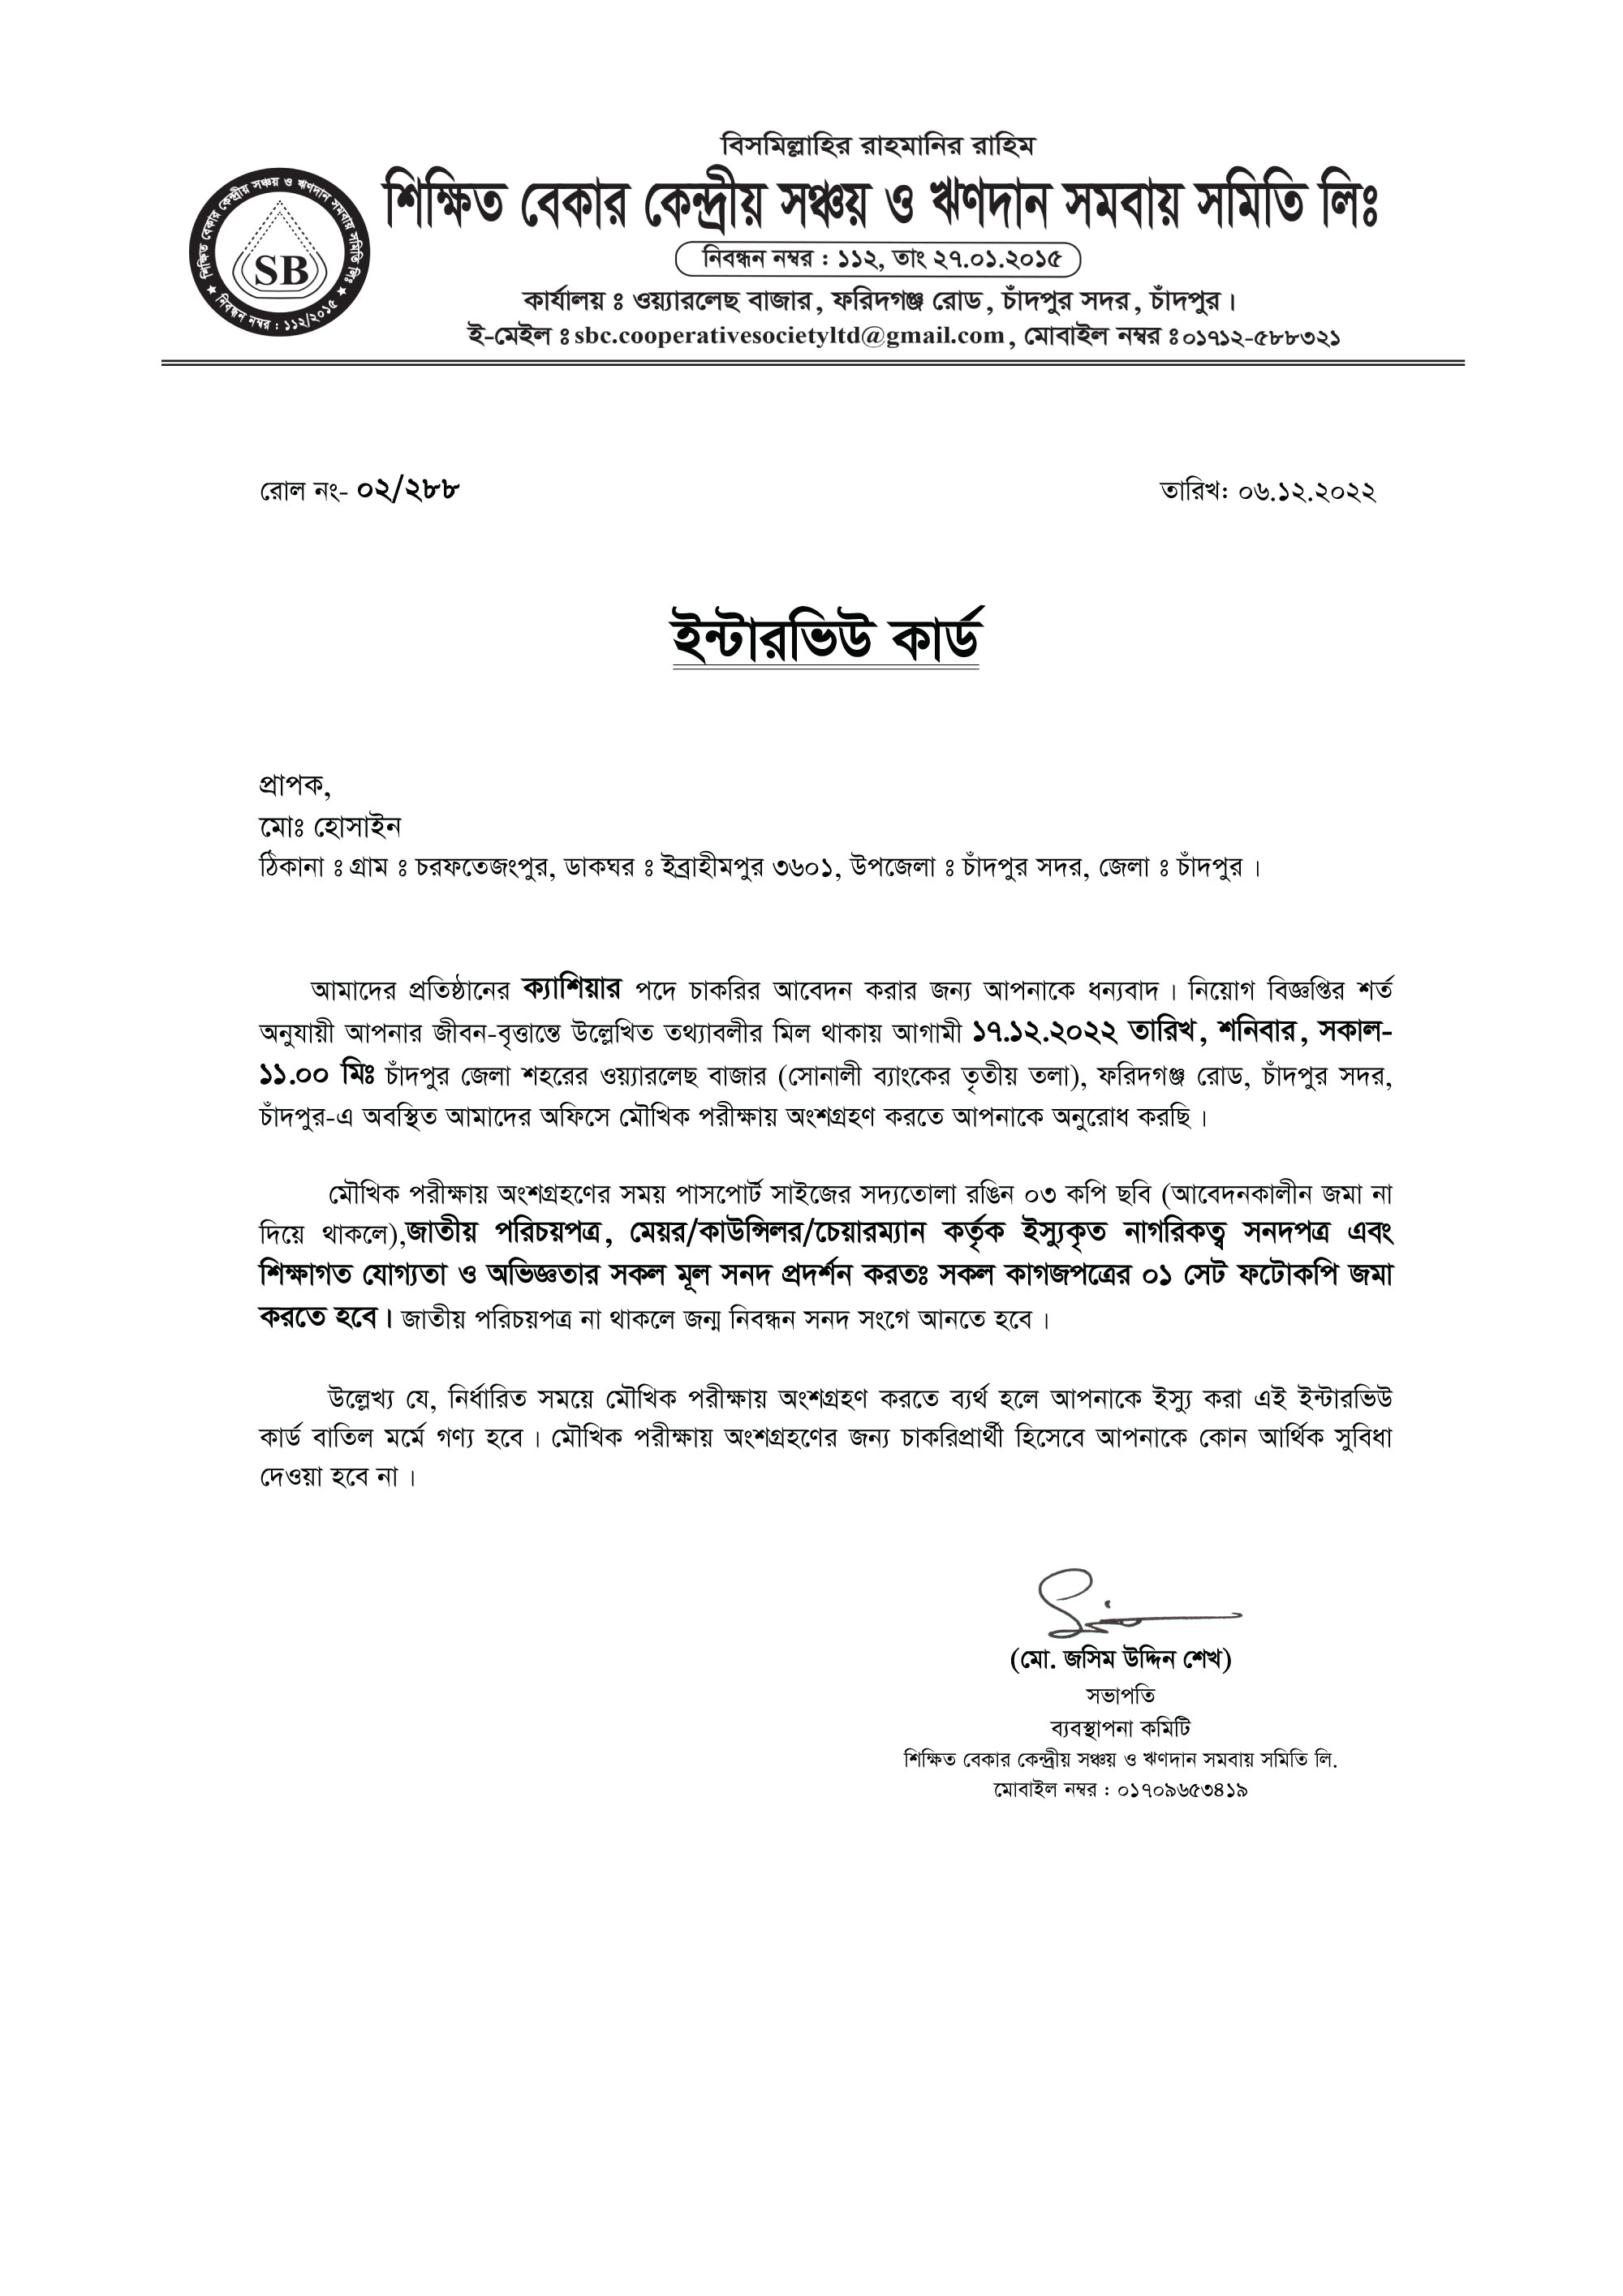 বিসমিল্লাহির রাহমানির রাহিম
শিক্ষিত বেকার কেন্দ্রীয় সঞ্চয় ও ঋণদান সমবায় সমিতি লিঃ
নিবন্ধন নম্বর : ১১২, তাং ২৭.০১.২০১৫
কার্যালয় ঃ ওয়্যারলেছ বাজার, ফরিদগঞ্জ রোড, চাঁদপুর সদর, চাঁদপুর।
ই-মেইল ঃ sbc.cooperativesocietyltd@gmail.com, মোবাইল নম্বর ঃ ০১৭১২-৫৮৮৩২১
শিক্ষিত বেকার কেন্দ্রীয় সঞ্চয় ও ঋণদান সমবায় সমিতি লিঃ
SB
★ নিবন্ধন নম্বর : ১১২/২০১৫ ★
রোল নং- ০২/২৮৮
তারিখ: ০৬.১২.২০২২
ইন্টারভিউ কার্ড
প্রাপক,
মোঃ হোসাইন
ঠিকানা ঃ গ্রাম ঃ চরফতেজংপুর, ডাকঘর ঃ ইব্রাহীমপুর ৩৬০১, উপজেলা ঃ চাঁদপুর সদর, জেলা ঃ চাঁদপুর।
আমাদের প্রতিষ্ঠানের ক্যাশিয়ার পদে চাকরির আবেদন করার জন্য আপনাকে ধন্যবাদ। নিয়োগ বিজ্ঞপ্তির শর্ত
অনুযায়ী আপনার জীবন-বৃত্তান্তে উল্লেখিত তথ্যাবলীর মিল থাকায় আগামী ১৭.১২.২০২২ তারিখ, শনিবার, সকাল-
১১.০০ মিঃ চাঁদপুর জেলা শহরের ওয়্যারলেছ বাজার (সোনালী ব্যাংকের তৃতীয় তলা), ফরিদগঞ্জ রোড, চাঁদপুর সদর,
চাঁদপুর-এ অবস্থিত আমাদের অফিসে মৌখিক পরীক্ষায় অংশগ্রহণ করতে আপনাকে অনুরোধ করছি।
মৌখিক পরীক্ষায় অংশগ্রহণের সময় পাসপোর্ট সাইজের সদ্যতোলা রঙিন ০৩ কপি ছবি (আবেদনকালীন জমা না
দিয়ে থাকলে),জাতীয় পরিচয়পত্র, মেয়র/কাউন্সিলর/চেয়ারম্যান কর্তৃক ইস্যুকৃত নাগরিকত্ব সনদপত্র এবং
শিক্ষাগত যোগ্যতা ও অভিজ্ঞতার সকল মূল সনদ প্রদর্শন করতঃ সকল কাগজপত্রের ০১ সেট ফটোকপি জমা
করতে হবে। জাতীয় পরিচয়পত্র না থাকলে জন্ম নিবন্ধন সনদ সংগে আনতে হবে।
উল্লেখ্য যে, নির্ধারিত সময়ে মৌখিক পরীক্ষায় অংশগ্রহণ করতে ব্যর্থ হলে আপনাকে ইস্যু করা এই ইন্টারভিউ
কার্ড বাতিল মর্মে গণ্য হবে। মৌখিক পরীক্ষায় অংশগ্রহণের জন্য চাকরিপ্রার্থী হিসেবে আপনাকে কোন আর্থিক সুবিধা
দেওয়া হবে না।
(মো. জসিম উদ্দিন শেখ)
সভাপতি
ব্যবস্থাপনা কমিটি
শিক্ষিত বেকার কেন্দ্রীয় সঞ্চয় ও ঋণদান সমবায় সমিতি লি.
মোবাইল নম্বর : ০১৭০৯৬৫৩৪১৯